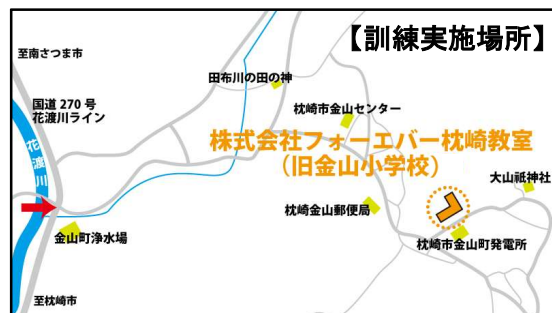 【訓練実施場所】
至南さつま市
田布川の田の神
国道270号
花渡川ライン
枕崎市金山センター
花渡川
株式会社フォーエバー枕崎教室
（旧金山小学校）
大山祇神社
枕崎金山郵便局
金山町浄水場
枕崎市金山町発電所
至枕崎市